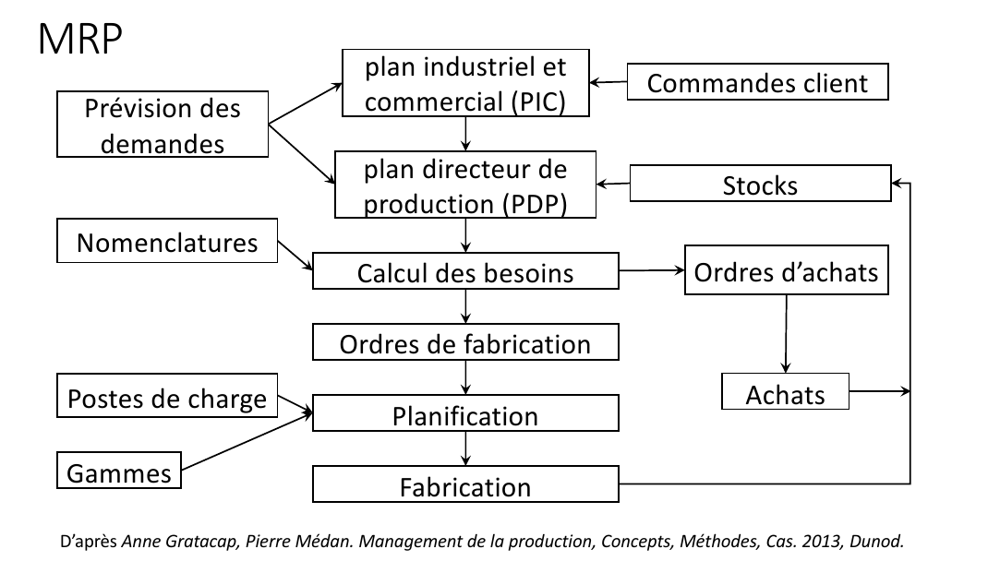 MRP
plan industriel et
commercial (PIC)
Commandes client
Prévision des
demandes
plan directeur de
production (PDP)
Stocks
Nomenclatures
Calcul des besoins
Ordres d’achats
Ordres de fabrication
Postes de charge
Achats
Planification
Gammes
Fabrication
D’après Anne Gratacap, Pierre Médan. Management de la production, Concepts, Méthodes, Cas. 2013, Dunod.